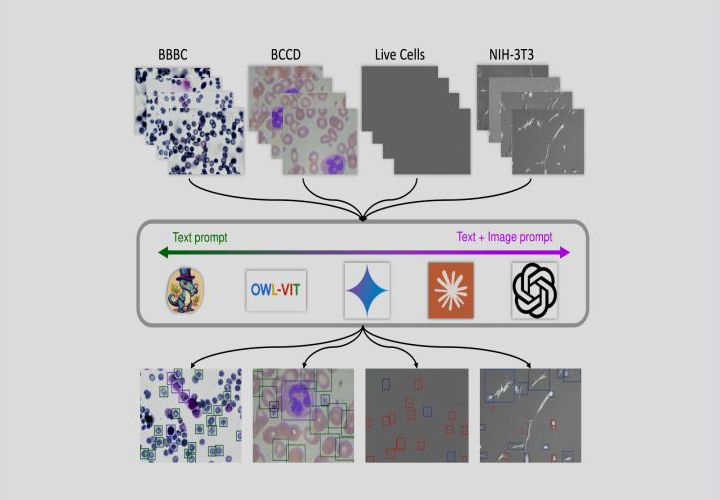 BBBC
BCCD
Live Cells
NIH-3T3
Text prompt
Text + Image prompt
OWL-VIT